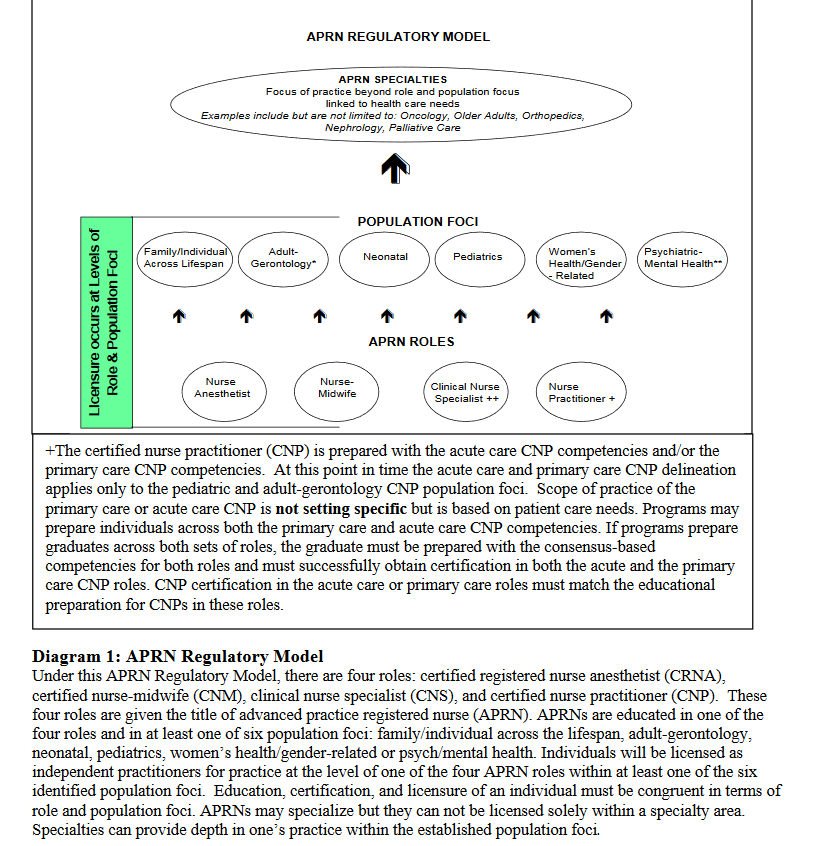 APRN REGULATORY MODEL
APRN SPECIALTIES
Focus of practice beyond role and population focus
linked to health care needs
Examples include but are not limited to: Oncology, Older Adults, Orthopedics,
Nephrology, Palliative Care
POPULATION FOCI
Licensure occurs at Levels of
Role & Population Foci
Family/Individual
Across Lifespan
Adult-
Gerontology*
Neonatal
Pediatrics
Women's
Health/Gender
- Related
Psychiatric-
Mental Health**
APRN ROLES
Nurse
Anesthetist
Nurse-
Midwife
Clinical Nurse
Specialist ++
Nurse
Practitioner +
+The certified nurse practitioner (CNP) is prepared with the acute care CNP competencies and/or the
primary care CNP competencies.  At this point in time the acute care and primary care CNP delineation
applies only to the pediatric and adult-gerontology CNP population foci.  Scope of practice of the
primary care or acute care CNP is not setting specific but is based on patient care needs. Programs may
prepare individuals across both the primary care and acute care CNP competencies. If programs prepare
graduates across both sets of roles, the graduate must be prepared with the consensus-based
competencies for both roles and must successfully obtain certification in both the acute and the primary
care CNP roles. CNP certification in the acute care or primary care roles must match the educational
preparation for CNPs in these roles.
Diagram 1: APRN Regulatory Model
Under this APRN Regulatory Model, there are four roles: certified registered nurse anesthetist (CRNA),
certified nurse-midwife (CNM), clinical nurse specialist (CNS), and certified nurse practitioner (CNP).  These
four roles are given the title of advanced practice registered nurse (APRN). APRNs are educated in one of the
four roles and in at least one of six population foci: family/individual across the lifespan, adult-gerontology,
neonatal, pediatrics, women's health/gender-related or psych/mental health. Individuals will be licensed as
independent practitioners for practice at the level of one of the four APRN roles within at least one of the six
identified population foci.  Education, certification, and licensure of an individual must be congruent in terms of
role and population foci. APRNs may specialize but they can not be licensed solely within a specialty area.
Specialties can provide depth in one's practice within the established population foci.